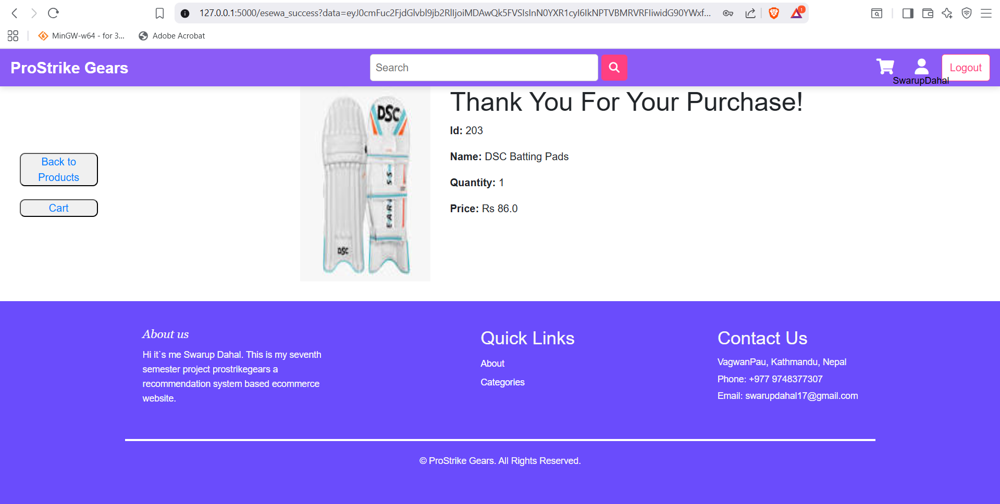 127.0.0.1:5000/esewa_success?data=eyJ0cmFuc2FjdGlvbl9jb2RlIjoiMDAwQk5FVSIsInN0YXR1cyI6IkNPTVBMRVRFIiwidG90YWxf...
1
MinGW-w64 - for 3... Adobe Acrobat
ProStrike Gears
Search
Logout
SwarupDahal
Thank You For Your Purchase!
Id: 203
Name: DSC Batting Pads
Quantity: 1
Price: Rs 86.0
Back to
Products
Cart
DSC
DSC
About us
Hi it`s me Swarup Dahal. This is my seventh
semester project prostrikegears a
recommendation system based ecommerce
website.
Quick Links
About
Categories
Contact Us
VagwanPau, Kathmandu, Nepal
Phone: +977 9748377307
Email: swarupdahal17@gmail.com
© ProStrike Gears. All Rights Reserved.